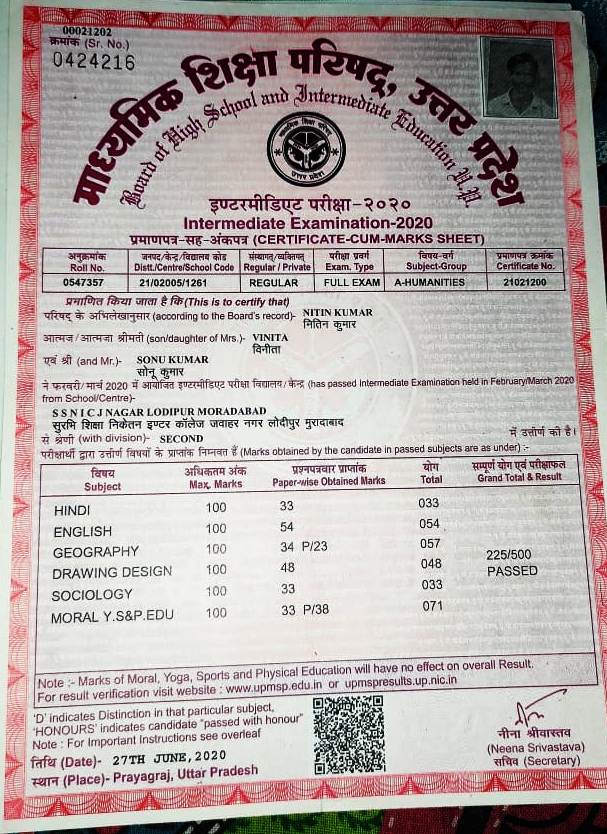 00021202
क्रमांक (Sr. No.)
0424216
माध्यमिक शिक्षा परिषद्, उत्तर प्रदेश
Board of High School and Intermediate Education U.P.
माध्यमिक शिक्षा परिषद्
उत्तर प्रदेश
इण्टरमीडिएट परीक्षा-२०२०
Intermediate Examination-2020
प्रमाणपत्र-सह-अंकपत्र (CERTIFICATE-CUM-MARKS SHEET)
अनुक्रमांक जनपद/केन्द्र/विद्यालय कोड संस्थागत/व्यक्तिगत परीक्षा प्रवर्ग विषय-वर्ग प्रमाणपत्र क्रमांक
Roll No. Distt./Centre/School Code Regular / Private Exam. Type Subject-Group Certificate No.
0547357 21/02005/1261 REGULAR FULL EXAM A-HUMANITIES 21021200
प्रमाणित किया जाता है कि (This is to certify that)
परिषद् के अभिलेखानुसार (according to the Board's record)- NITIN KUMAR
नितिन कुमार
आत्मज / आत्मजा श्रीमती (son/daughter of Mrs.)- VINITA
विनीता
एवं श्री (and Mr.)- SONU KUMAR
सोनू कुमार
ने फरवरी/ मार्च 2020 में आयोजित इण्टरमीडिएट परीक्षा विद्यालय/ केन्द्र (has passed Intermediate Examination held in February/March 2020
from School/Centre)-
S S N I C J NAGAR LODIPUR MORADABAD
सुरभि शिक्षा निकेतन इण्टर कॉलेज जवाहर नगर लोदीपुर मुरादाबाद
से श्रेणी (with division)- SECOND में उत्तीर्ण की है।
परीक्षार्थी द्वारा उत्तीर्ण विषयों के प्राप्तांक निम्नवत् हैं (Marks obtained by the candidate in passed subjects are as under) :-
विषय अधिकतम अंक प्रश्नपत्रवार प्राप्तांक योग सम्पूर्ण योग एवं परीक्षाफल
Subject Max. Marks Paper-wise Obtained Marks Total Grand Total & Result
HINDI 100 33 033
ENGLISH 100 54 054
GEOGRAPHY 100 34 P/23 057 225/500
DRAWING DESIGN 100 48 048 PASSED
SOCIOLOGY 100 33 033
MORAL Y.S&P.EDU 100 33 P/38 071
Note :- Marks of Moral, Yoga, Sports and Physical Education will have no effect on overall Result.
For result verification visit website : www.upmsp.edu.in or upmspresults.up.nic.in
'D' indicates Distinction in that particular subject,
'HONOURS' indicates candidate "passed with honour"
Note : For Important Instructions see overleaf
तिथि (Date)- 27TH JUNE, 2020
स्थान (Place)- Prayagraj, Uttar Pradesh
नीना श्रीवास्तव
(Neena Srivastava)
सचिव (Secretary)